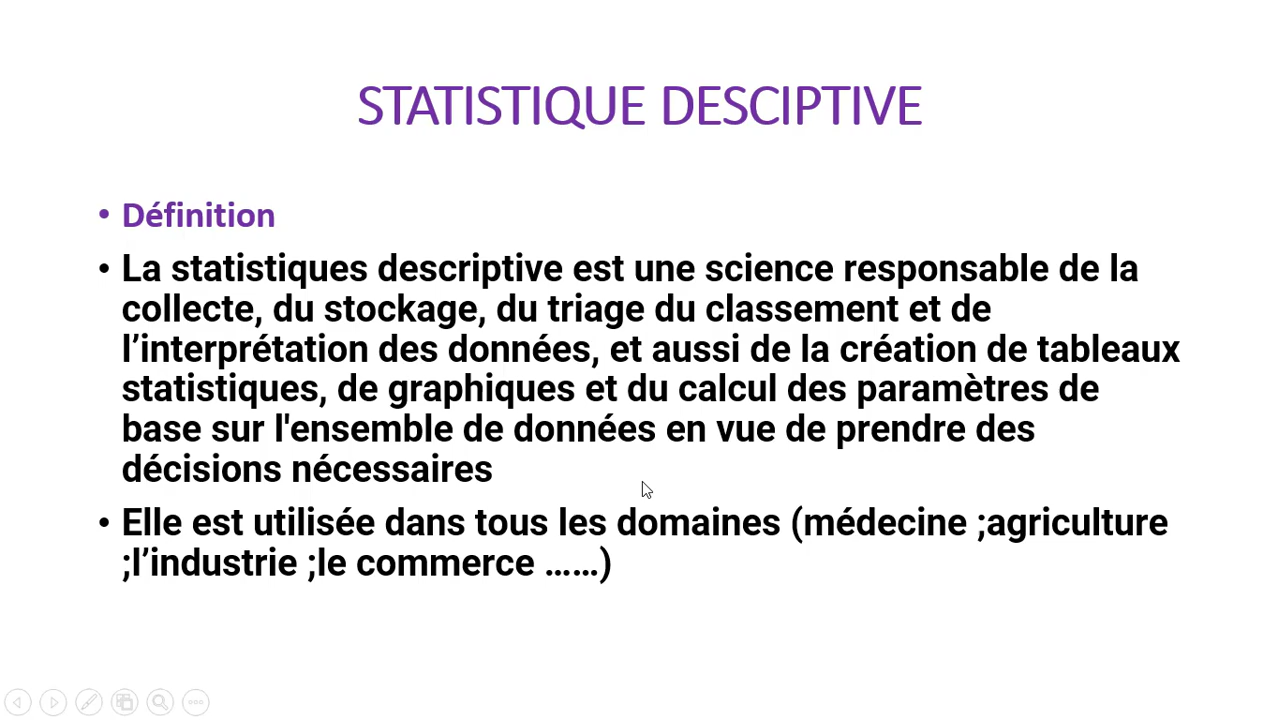 STATISTIQUE DESCIPTIVE
• Définition
• La statistiques descriptive est une science responsable de la
collecte, du stockage, du triage du classement et de
l’interprétation des données, et aussi de la création de tableaux
statistiques, de graphiques et du calcul des paramètres de
base sur l'ensemble de données en vue de prendre des
décisions nécessaires
• Elle est utilisée dans tous les domaines (médecine ;agriculture
;l’industrie ;le commerce ……)